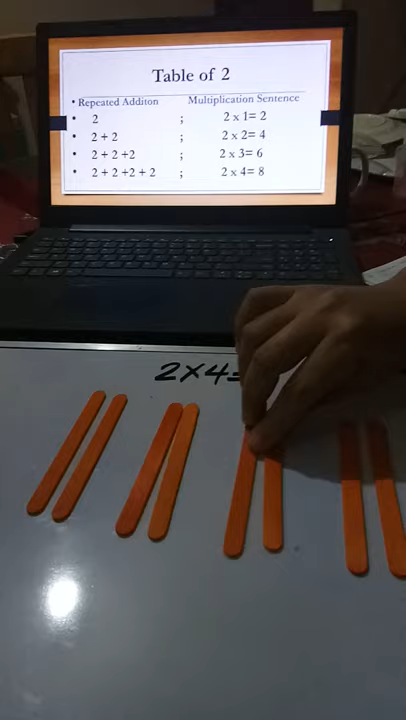 Table of 2
• Repeated Additon Multiplication Sentence
• 2 ; 2 x 1= 2
• 2 + 2 ; 2 x 2= 4
• 2 + 2 +2 ; 2 x 3= 6
• 2 + 2 +2 + 2 ; 2 x 4= 8
2x4=